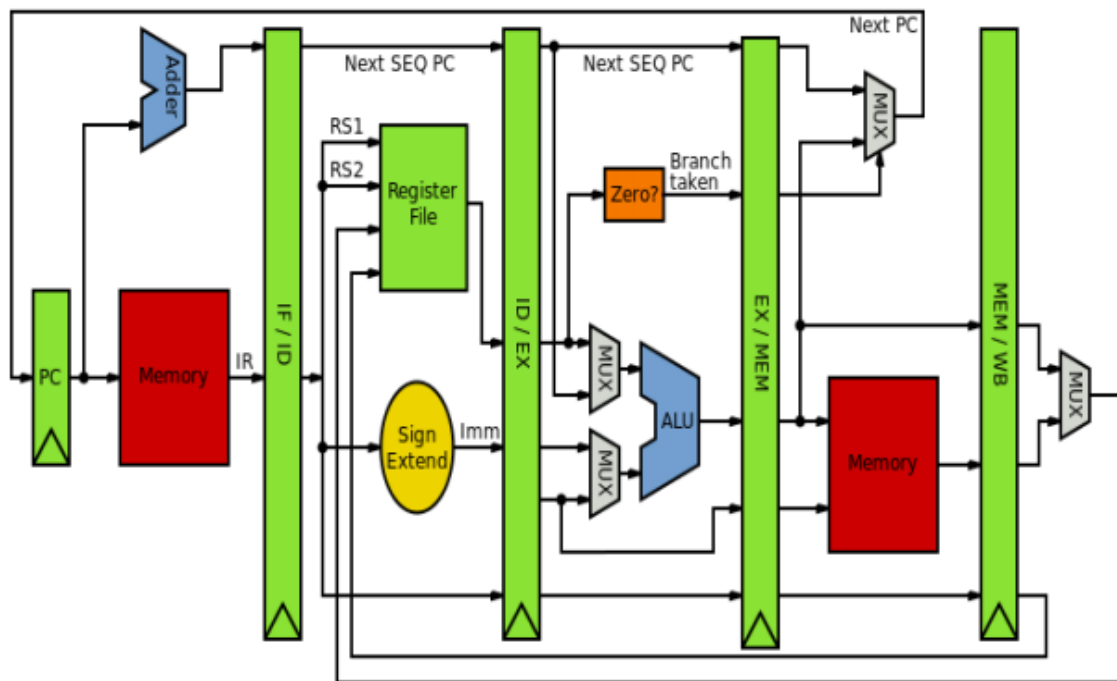 Next PC
Adder
Next SEQ PC
Next SEQ PC
MUX
RS1
RS2
Register
File
Branch
taken
Zero?
IF / ID
ID / EX
EX / MEM
MEM / WB
PC
Memory
IR
MUX
MUX
ALU
Sign
Extend
Imm
MUX
Memory